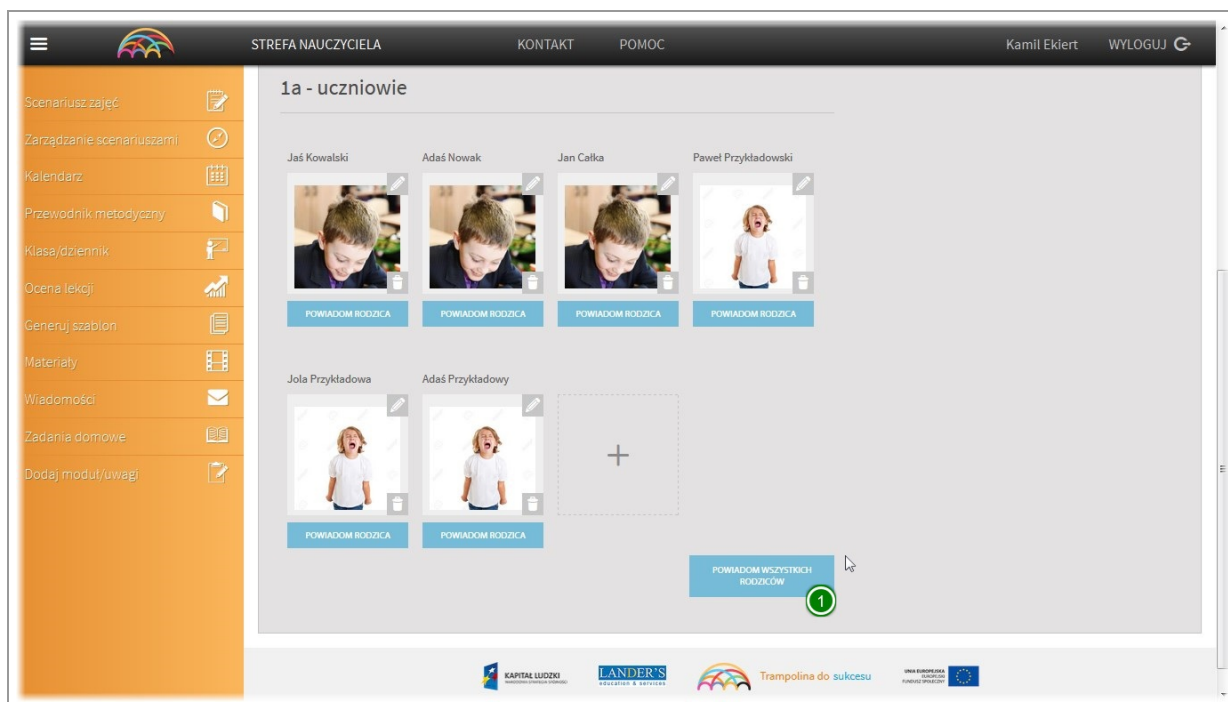 STREFA NAUCZYCIELA KONTAKT POMOC Kamil Ekiert WYLOGUJ
Scenariusz zajęć
Zarządzanie scenariuszami
Kalendarz
Przewodnik metodyczny
Klasa/dziennik
Ocena lekcji
Generuj szablon
Materiały
Wiadomości
Zadania domowe
Dodaj moduł/uwagi
1a - uczniowie
Jaś Kowalski Adaś Nowak Jan Całka Paweł Przykładowski
POWIADOM RODZICA POWIADOM RODZICA POWIADOM RODZICA POWIADOM RODZICA
Jola Przykładowa Adaś Przykładowy
+
POWIADOM RODZICA POWIADOM RODZICA
POWIADOM WSZYSTKICH
RODZICÓW
1
KAPITAŁ LUDZKI
LANDER'S
education & services
Trampolina do sukcesu
UNIA EUROPEJSKA
EUROPEJSKI
FUNDUSZ SPOŁECZNY